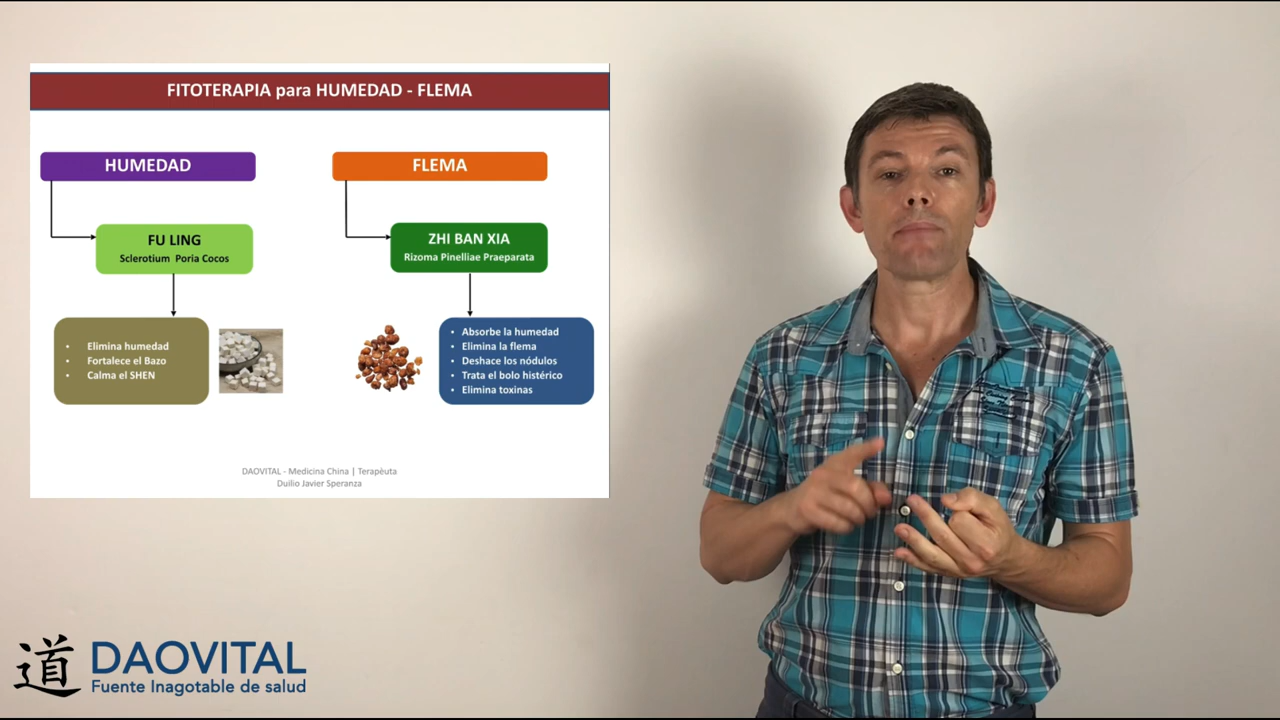 FITOTERAPIA para HUMEDAD - FLEMA
HUMEDAD
FU LING
Sclerotium Poria Cocos
• Elimina humedad
• Fortalece el Bazo
• Calma el SHEN
FLEMA
ZHI BAN XIA
Rizoma Pinelliae Praeparata
• Absorbe la humedad
• Elimina la flema
• Deshace los nódulos
• Trata el bolo histérico
• Elimina toxinas
DAOVITAL - Medicina China | Terapèuta
Duilio Javier Speranza
道 DAOVITAL
Fuente Inagotable de salud